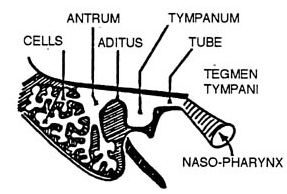 ANTRUM TYMPANUM
CELLS ADITUS TUBE
TEGMEN
TYMPANI
NASO-PHARYNX